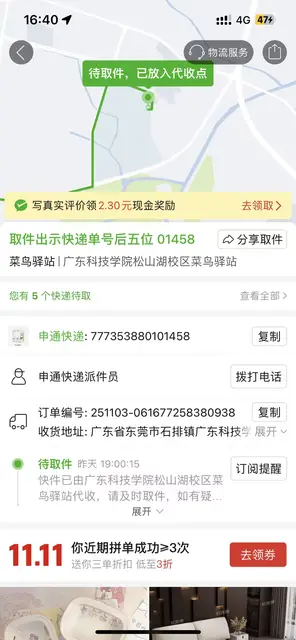 16:40
4G
47
物流服务
待取件，已放入代收点
写真实评价领2.30元现金奖励
去领取
取件出示快递单号后五位 01458
分享取件
菜鸟驿站 | 广东科技学院松山湖校区菜鸟驿站
您有 5 个快递待取
查看全部
申通快递: 777353880101458
复制
申通快递派件员
拨打电话
订单编号: 251103-061677258380938
复制
收货地址: 广东省东莞市石排镇广东科技学
展开
待取件 昨天 19:00:15
订阅提醒
快件已由广东科技学院松山湖校区菜
鸟驿站代收，请及时取件，如有疑...
展开
11.11
你近期拼单成功≥3次
送你三单折扣 低至3折
去领券